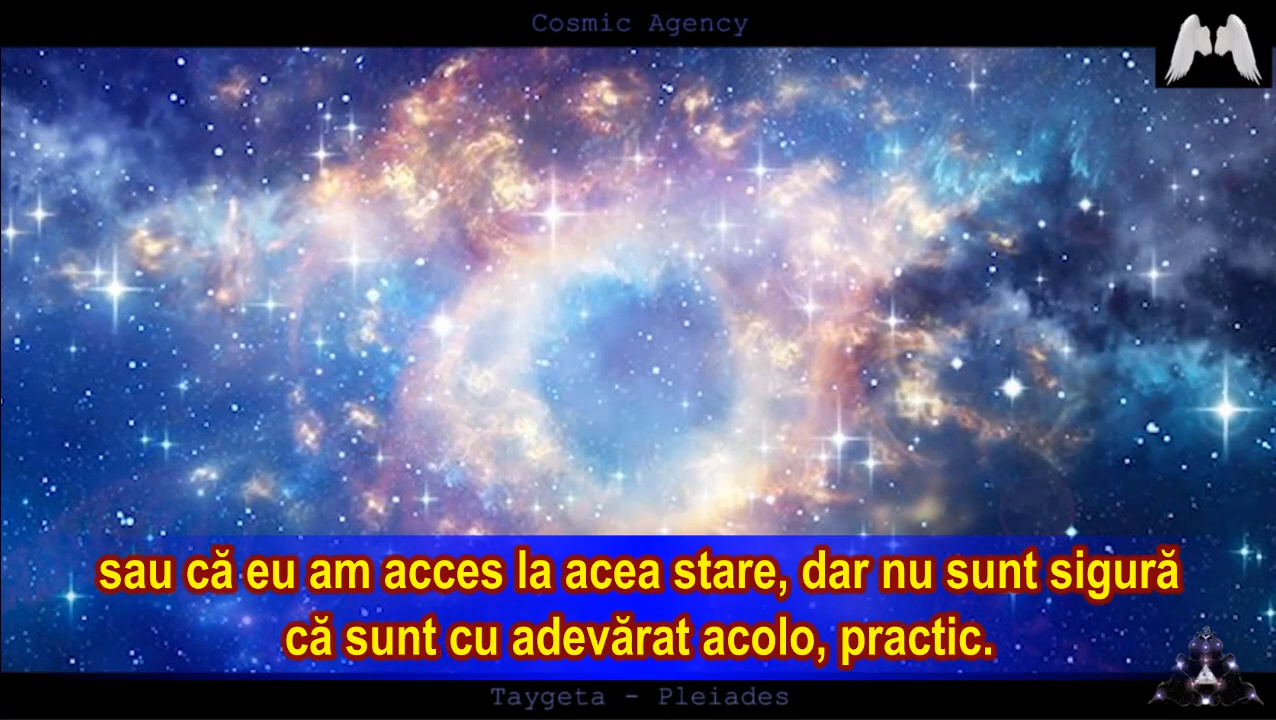 Cosmic Agency
sau că eu am acces la acea stare, dar nu sunt sigură
că sunt cu adevărat acolo, practic.
Taygeta - Pleiades